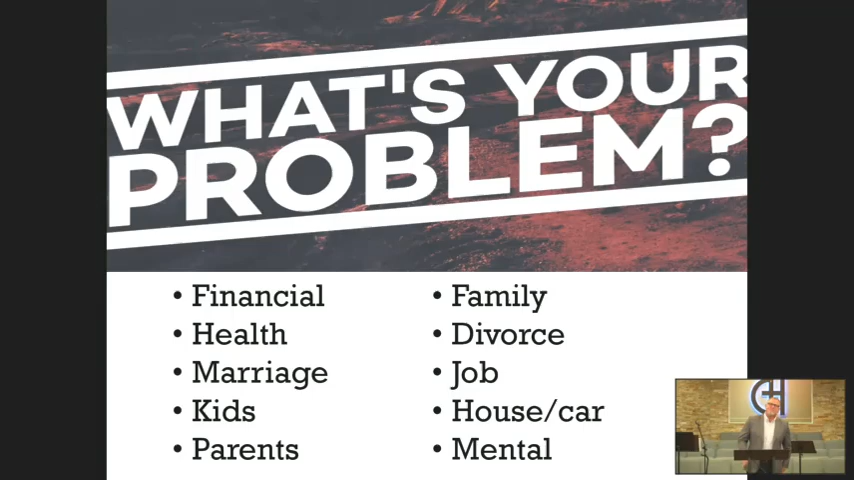 WHAT'S YOUR
PROBLEM?
• Financial
• Health
• Marriage
• Kids
• Parents
• Family
• Divorce
• Job
• House/car
• Mental